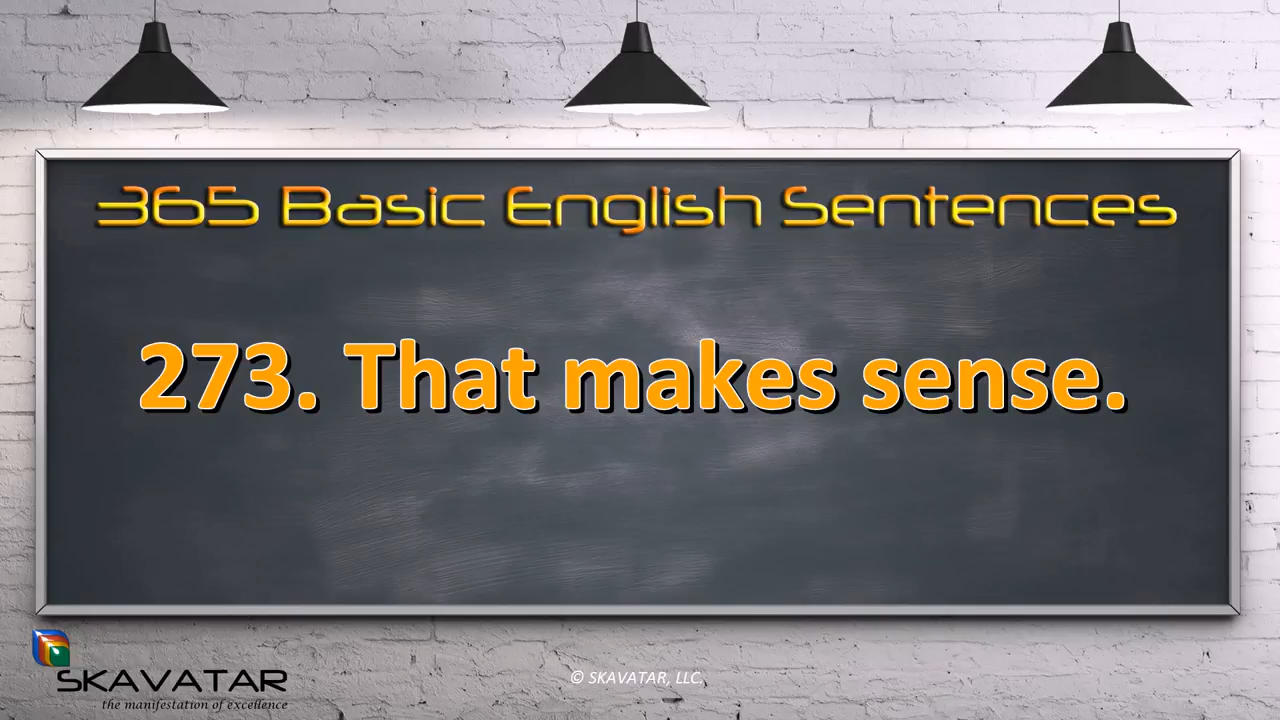 365 Basic English Sentences
273. That makes sense.
SKAVATAR
the manifestation of excellence
© SKAVATAR, LLC.